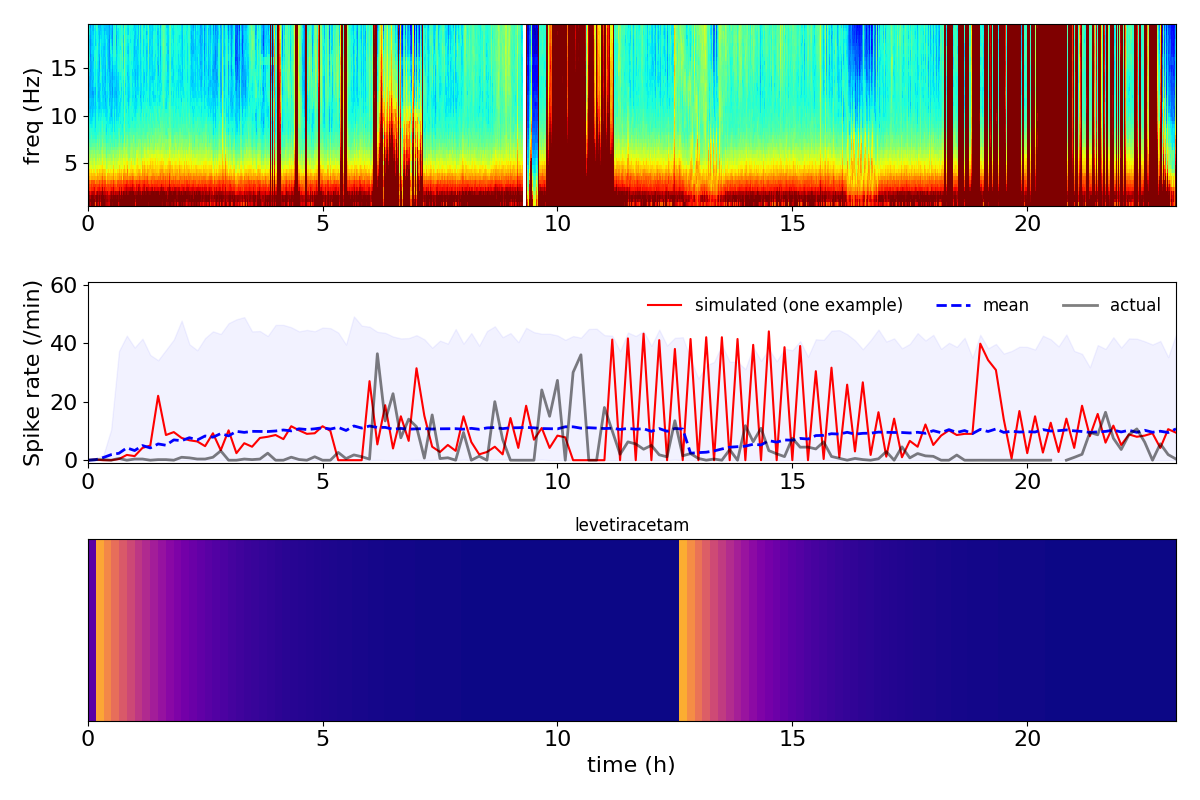 freq (Hz)
15
10
5
0 5 10 15 20
Spike rate (/min)
60
40
20
0
simulated (one example) mean actual
0 5 10 15 20
levetiracetam
0 5 10 15 20
time (h)